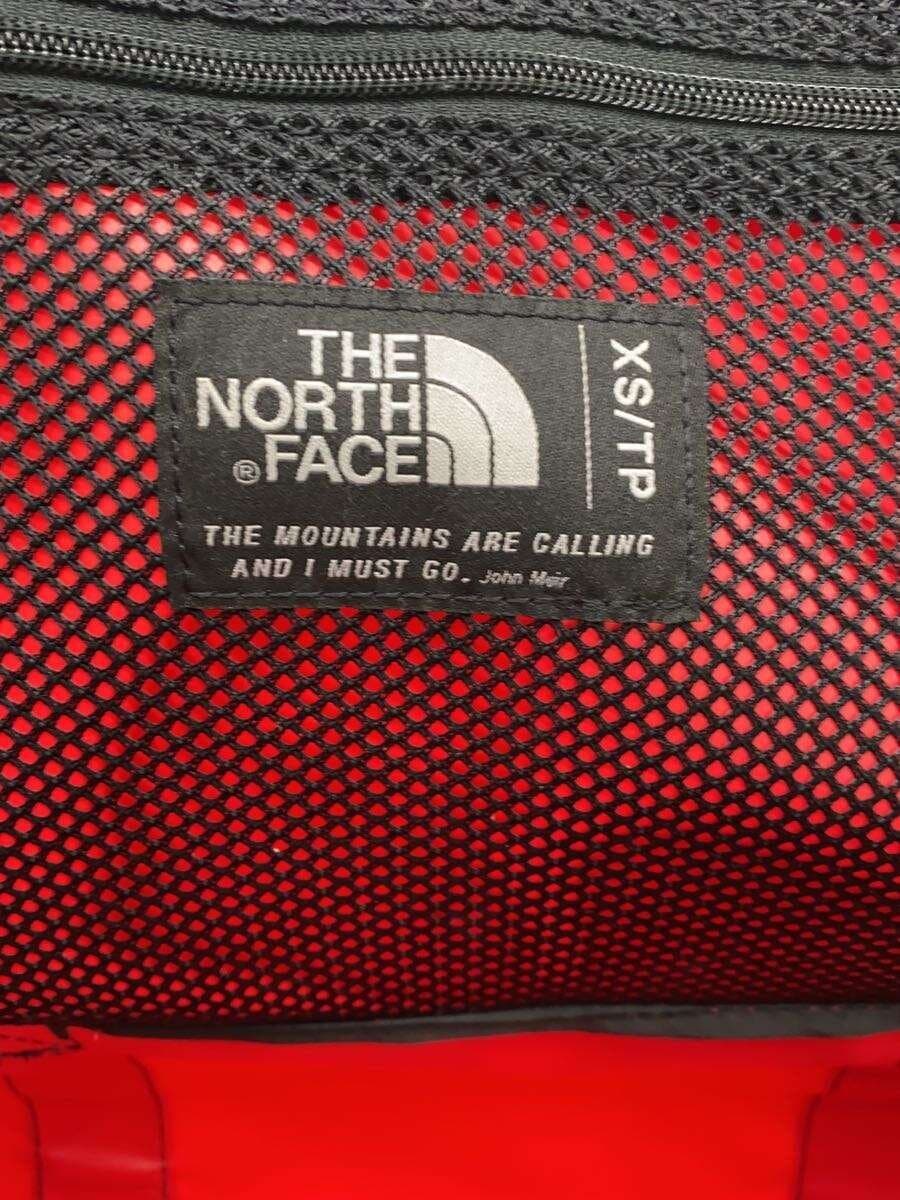 THE
NORTH
®FACE
XS/TP
THE MOUNTAINS ARE CALLING
AND I MUST GO. John Muir